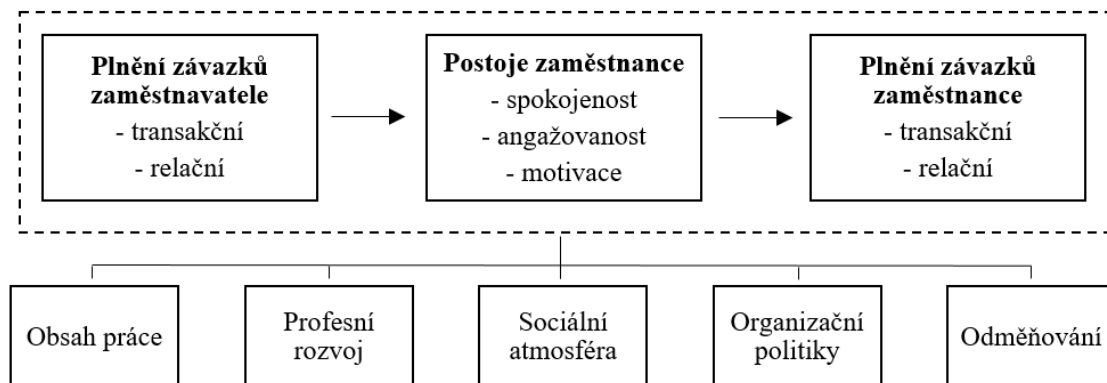 Plnění závazků
zaměstnavatele
- transakční
- relační
Postoje zaměstnance
- spokojenost
- angažovanost
- motivace
Plnění závazků
zaměstnance
- transakční
- relační
Obsah práce
Profesní
rozvoj
Sociální
atmosféra
Organizační
politiky
Odměňování